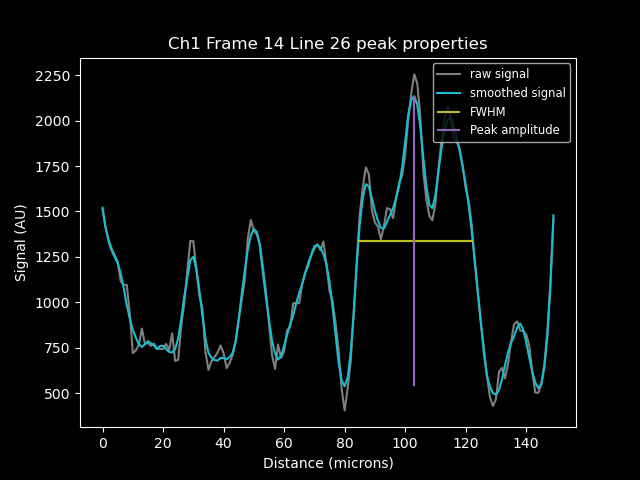 Ch1 Frame 14 Line 26 peak properties
raw signal
smoothed signal
FWHM
Peak amplitude
Signal (AU)
2250
2000
1750
1500
1250
1000
750
500
0 20 40 60 80 100 120 140
Distance (microns)